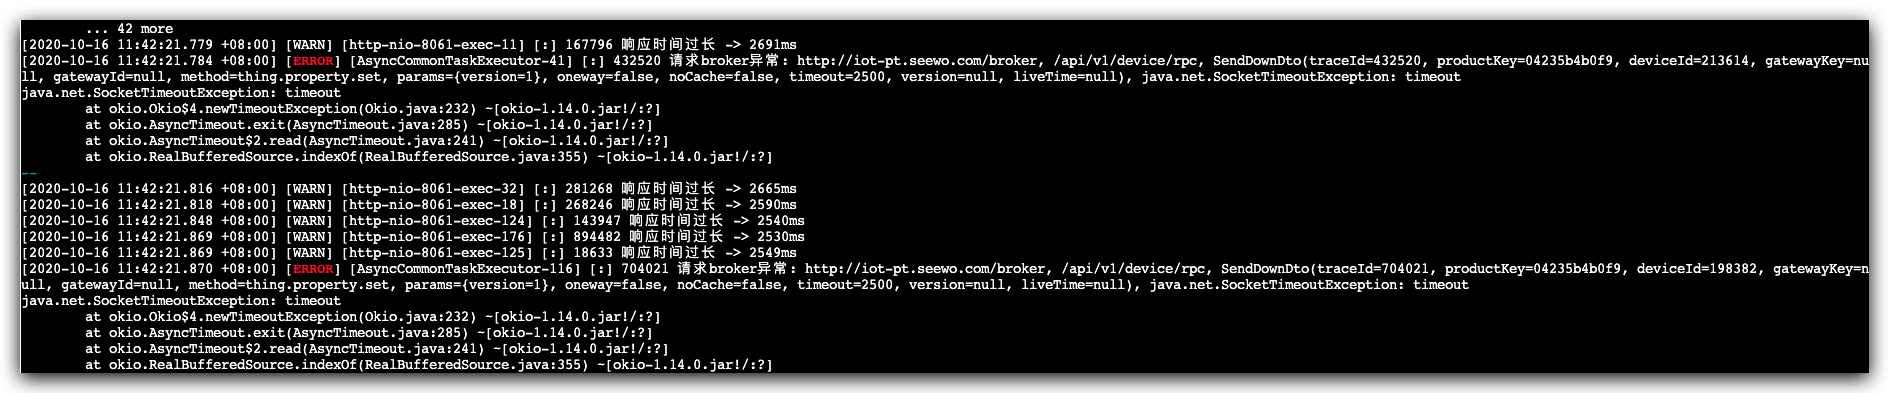 ... 42 more
[2020-10-16 11:42:21.779 +08:00] [WARN] [http-nio-8061-exec-11] [:] 167796 响应时间过长 -> 2691ms
[2020-10-16 11:42:21.784 +08:00] [ERROR] [AsyncCommonTaskExecutor-41] [:] 432520 请求broker异常: http://iot-pt.seewo.com/broker, /api/v1/device/rpc, SendDownDto(traceId=432520, productKey=04235b4b0f9, deviceId=213614, gatewayKey=nu
ll, gatewayId=null, method=thing.property.set, params={version=1}, oneway=false, noCache=false, timeout=2500, version=null, liveTime=null), java.net.SocketTimeoutException: timeout
java.net.SocketTimeoutException: timeout
at okio.Okio$4.newTimeoutException(Okio.java:232) ~[okio-1.14.0.jar!/:?]
at okio.AsyncTimeout.exit(AsyncTimeout.java:285) ~[okio-1.14.0.jar!/:?]
at okio.AsyncTimeout$2.read(AsyncTimeout.java:241) ~[okio-1.14.0.jar!/:?]
at okio.RealBufferedSource.indexOf(RealBufferedSource.java:355) ~[okio-1.14.0.jar!/:?]
--
[2020-10-16 11:42:21.816 +08:00] [WARN] [http-nio-8061-exec-32] [:] 281268 响应时间过长 -> 2665ms
[2020-10-16 11:42:21.818 +08:00] [WARN] [http-nio-8061-exec-18] [:] 268246 响应时间过长 -> 2590ms
[2020-10-16 11:42:21.848 +08:00] [WARN] [http-nio-8061-exec-124] [:] 143947 响应时间过长 -> 2540ms
[2020-10-16 11:42:21.869 +08:00] [WARN] [http-nio-8061-exec-176] [:] 894482 响应时间过长 -> 2530ms
[2020-10-16 11:42:21.869 +08:00] [WARN] [http-nio-8061-exec-125] [:] 18633 响应时间过长 -> 2549ms
[2020-10-16 11:42:21.870 +08:00] [ERROR] [AsyncCommonTaskExecutor-116] [:] 704021 请求broker异常: http://iot-pt.seewo.com/broker, /api/v1/device/rpc, SendDownDto(traceId=704021, productKey=04235b4b0f9, deviceId=198382, gatewayKey=n
ull, gatewayId=null, method=thing.property.set, params={version=1}, oneway=false, noCache=false, timeout=2500, version=null, liveTime=null), java.net.SocketTimeoutException: timeout
java.net.SocketTimeoutException: timeout
at okio.Okio$4.newTimeoutException(Okio.java:232) ~[okio-1.14.0.jar!/:?]
at okio.AsyncTimeout.exit(AsyncTimeout.java:285) ~[okio-1.14.0.jar!/:?]
at okio.AsyncTimeout$2.read(AsyncTimeout.java:241) ~[okio-1.14.0.jar!/:?]
at okio.RealBufferedSource.indexOf(RealBufferedSource.java:355) ~[okio-1.14.0.jar!/:?]